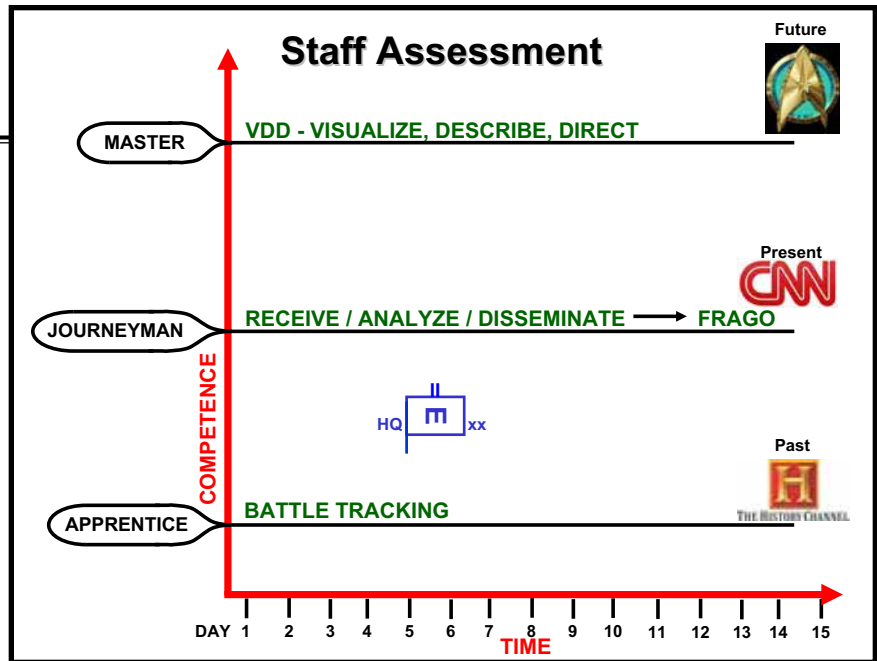 Staff Assessment
Future
VDD - VISUALIZE, DESCRIBE, DIRECT
MASTER
Present
CNN
RECEIVE / ANALYZE / DISSEMINATE FRAGO
JOURNEYMAN
COMPETENCE
II
HQ E xx
Past
H
THE HISTORY CHANNEL
BATTLE TRACKING
APPRENTICE
DAY 1 2 3 4 5 6 7 8 9 10 11 12 13 14 15
TIME